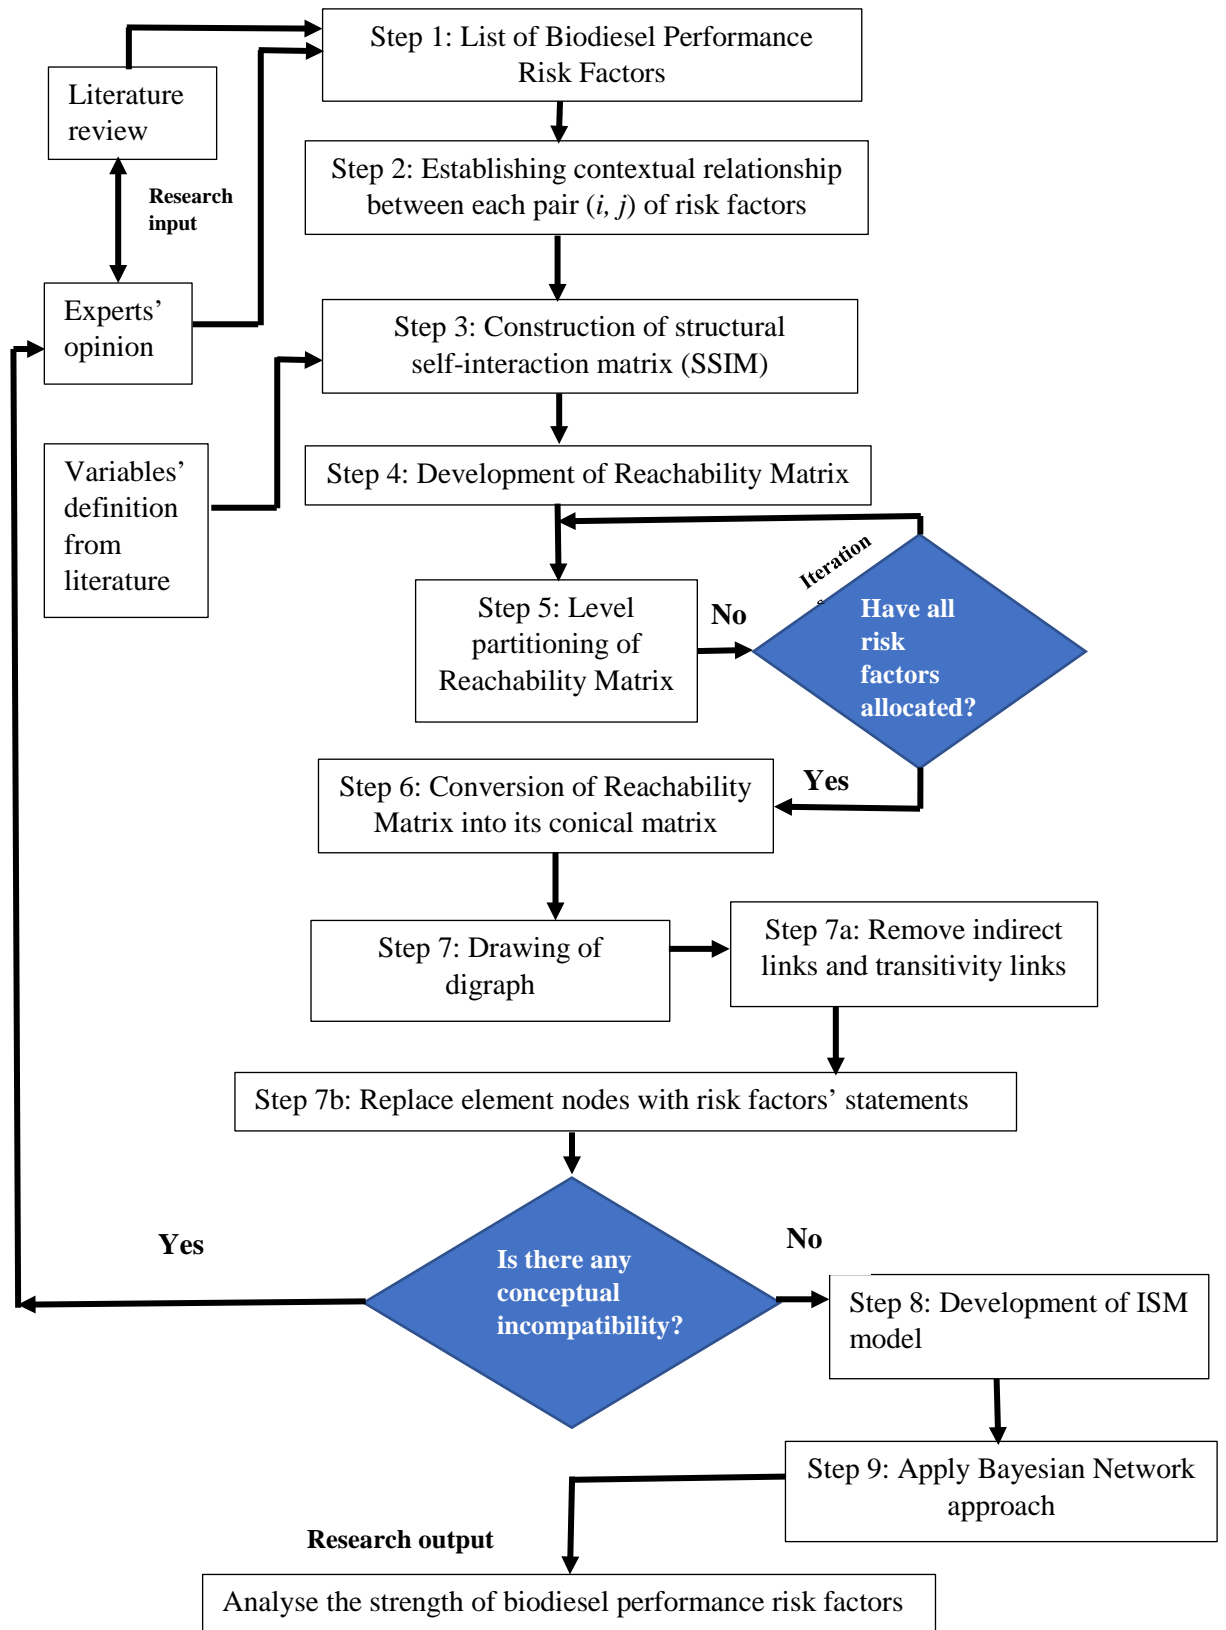 Step 1: List of Biodiesel Performance
Risk Factors
Literature
review
Research
input
Step 2: Establishing contextual relationship
between each pair (i, j) of risk factors
Experts’
opinion
Step 3: Construction of structural
self-interaction matrix (SSIM)
Variables’
definition
from
literature
Step 4: Development of Reachability Matrix
Iteration
Step 5: Level
partitioning of
Reachability Matrix
No
Have all
risk
factors
allocated?
Step 6: Conversion of Reachability
Matrix into its conical matrix
Yes
Step 7: Drawing of
digraph
Step 7a: Remove indirect
links and transitivity links
Step 7b: Replace element nodes with risk factors’ statements
Yes
Is there any
conceptual
incompatibility?
No
Step 8: Development of ISM
model
Step 9: Apply Bayesian Network
approach
Research output
Analyse the strength of biodiesel performance risk factors